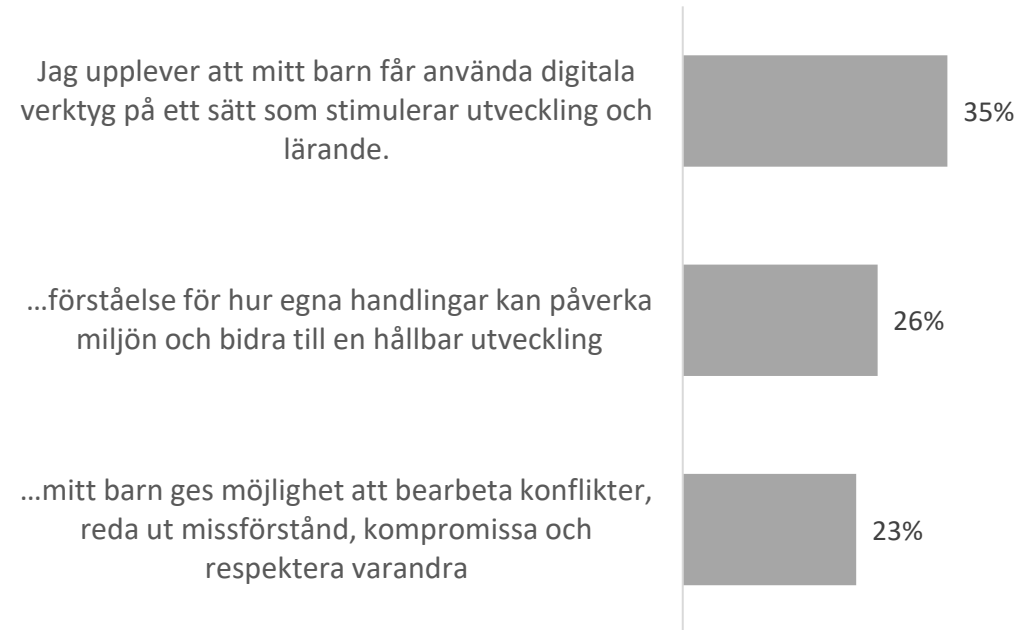 Jag upplever att mitt barn får använda digitala
verktyg på ett sätt som stimulerar utveckling och
lärande.
35%
…förståelse för hur egna handlingar kan påverka
miljön och bidra till en hållbar utveckling
26%
…mitt barn ges möjlighet att bearbeta konflikter,
reda ut missförstånd, kompromissa och
respektera varandra
23%